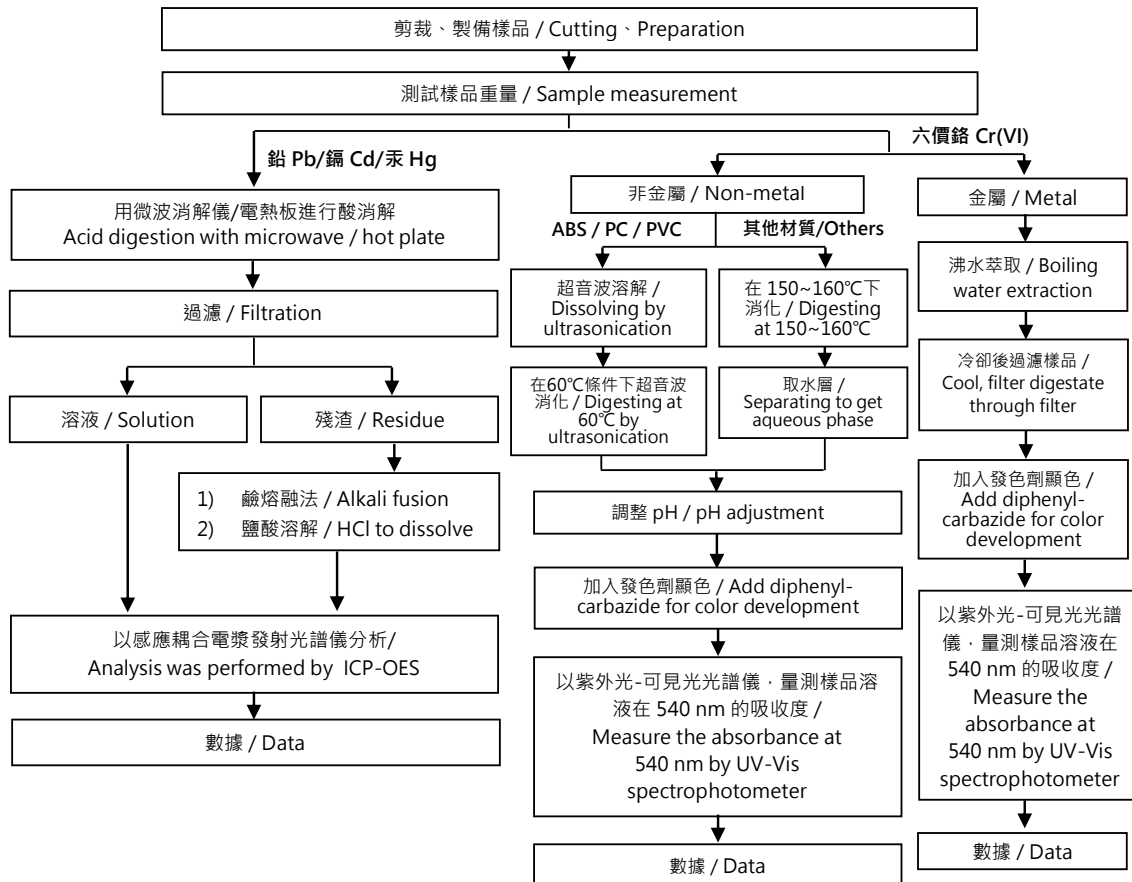 剪裁、製備樣品 / Cutting、Preparation
測試樣品重量 / Sample measurement
鉛 Pb/鎘 Cd/汞 Hg
六價鉻 Cr(VI)
用微波消解儀/電熱板進行酸消解
Acid digestion with microwave / hot plate
過濾 / Filtration
溶液 / Solution
殘渣 / Residue
1) 鹼熔融法 / Alkali fusion
2) 鹽酸溶解 / HCl to dissolve
以感應耦合電漿發射光譜儀分析/
Analysis was performed by ICP-OES
數據 / Data
非金屬 / Non-metal
ABS / PC / PVC
其他材質/Others
超音波溶解 /
Dissolving by
ultrasonication
在 150~160℃下
消化 / Digesting
at 150~160℃
在60℃條件下超音波
消化 / Digesting at
60℃ by
ultrasonication
取水層 /
Separating to get
aqueous phase
調整 pH / pH adjustment
加入發色劑顯色 / Add diphenyl-
carbazide for color development
以紫外光-可見光光譜儀，量測樣品溶
液在 540 nm 的吸收度 /
Measure the absorbance at
540 nm by UV-Vis
spectrophotometer
數據 / Data
金屬 / Metal
沸水萃取 / Boiling
water extraction
冷卻後過濾樣品 /
Cool, filter digestate
through filter
加入發色劑顯色 /
Add diphenyl-
carbazide for color
development
以紫外光-可見光光譜
儀，量測樣品溶液在
540 nm 的吸收度 /
Measure the
absorbance at
540 nm by UV-Vis
spectrophotometer
數據 / Data